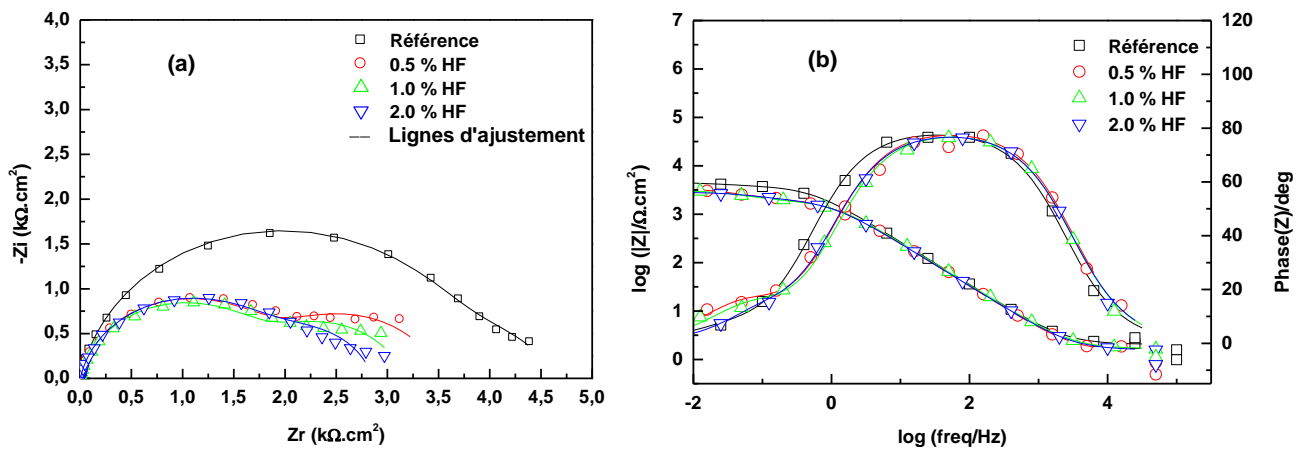 (a)
Référence
0.5 % HF
1.0 % HF
2.0 % HF
Lignes d'ajustement
-Zi (kΩ.cm²)
4,0
3,5
3,0
2,5
2,0
1,5
1,0
0,5
0,0
0,0 0,5 1,0 1,5 2,0 2,5 3,0 3,5 4,0 4,5 5,0
Zr (kΩ.cm²)
(b)
Référence
0.5 % HF
1.0 % HF
2.0 % HF
log (|Z|/Ω.cm²)
7
6
5
4
3
2
1
0
-2 0 2 4
log (freq/Hz)
120
100
80
60
40
20
0
Phase(Z)/deg